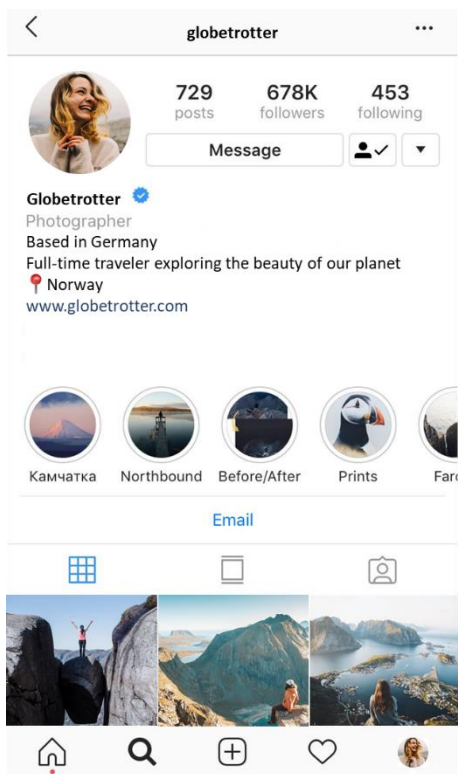 globetrotter
729 678K 453
posts followers following
Message
Globetrotter
Photographer
Based in Germany
Full-time traveler exploring the beauty of our planet
Norway
www.globetrotter.com
Камчатка Northbound Before/After Prints Faro
Email